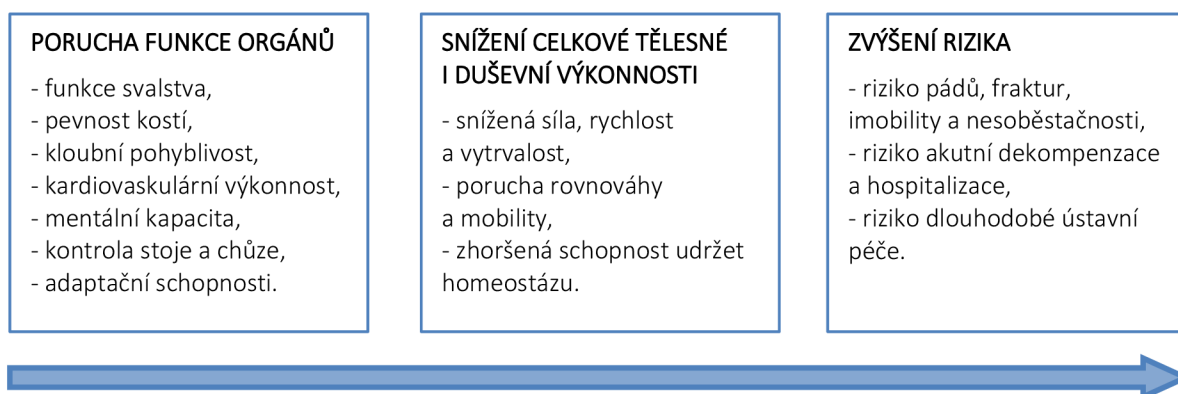 PORUCHA FUNKCE ORGÁNŮ
- funkce svalstva,
- pevnost kostí,
- kloubní pohyblivost,
- kardiovaskulární výkonnost,
- mentální kapacita,
- kontrola stoje a chůze,
- adaptační schopnosti.
SNÍŽENÍ CELKOVÉ TĚLESNÉ
I DUŠEVNÍ VÝKONNOSTI
- snížená síla, rychlost
a vytrvalost,
- porucha rovnováhy
a mobility,
- zhoršená schopnost udržet
homeostázu.
ZVÝŠENÍ RIZIKA
- riziko pádů, fraktur,
imobility a nesoběstačnosti,
- riziko akutní dekompenzace
a hospitalizace,
- riziko dlouhodobé ústavní
péče.